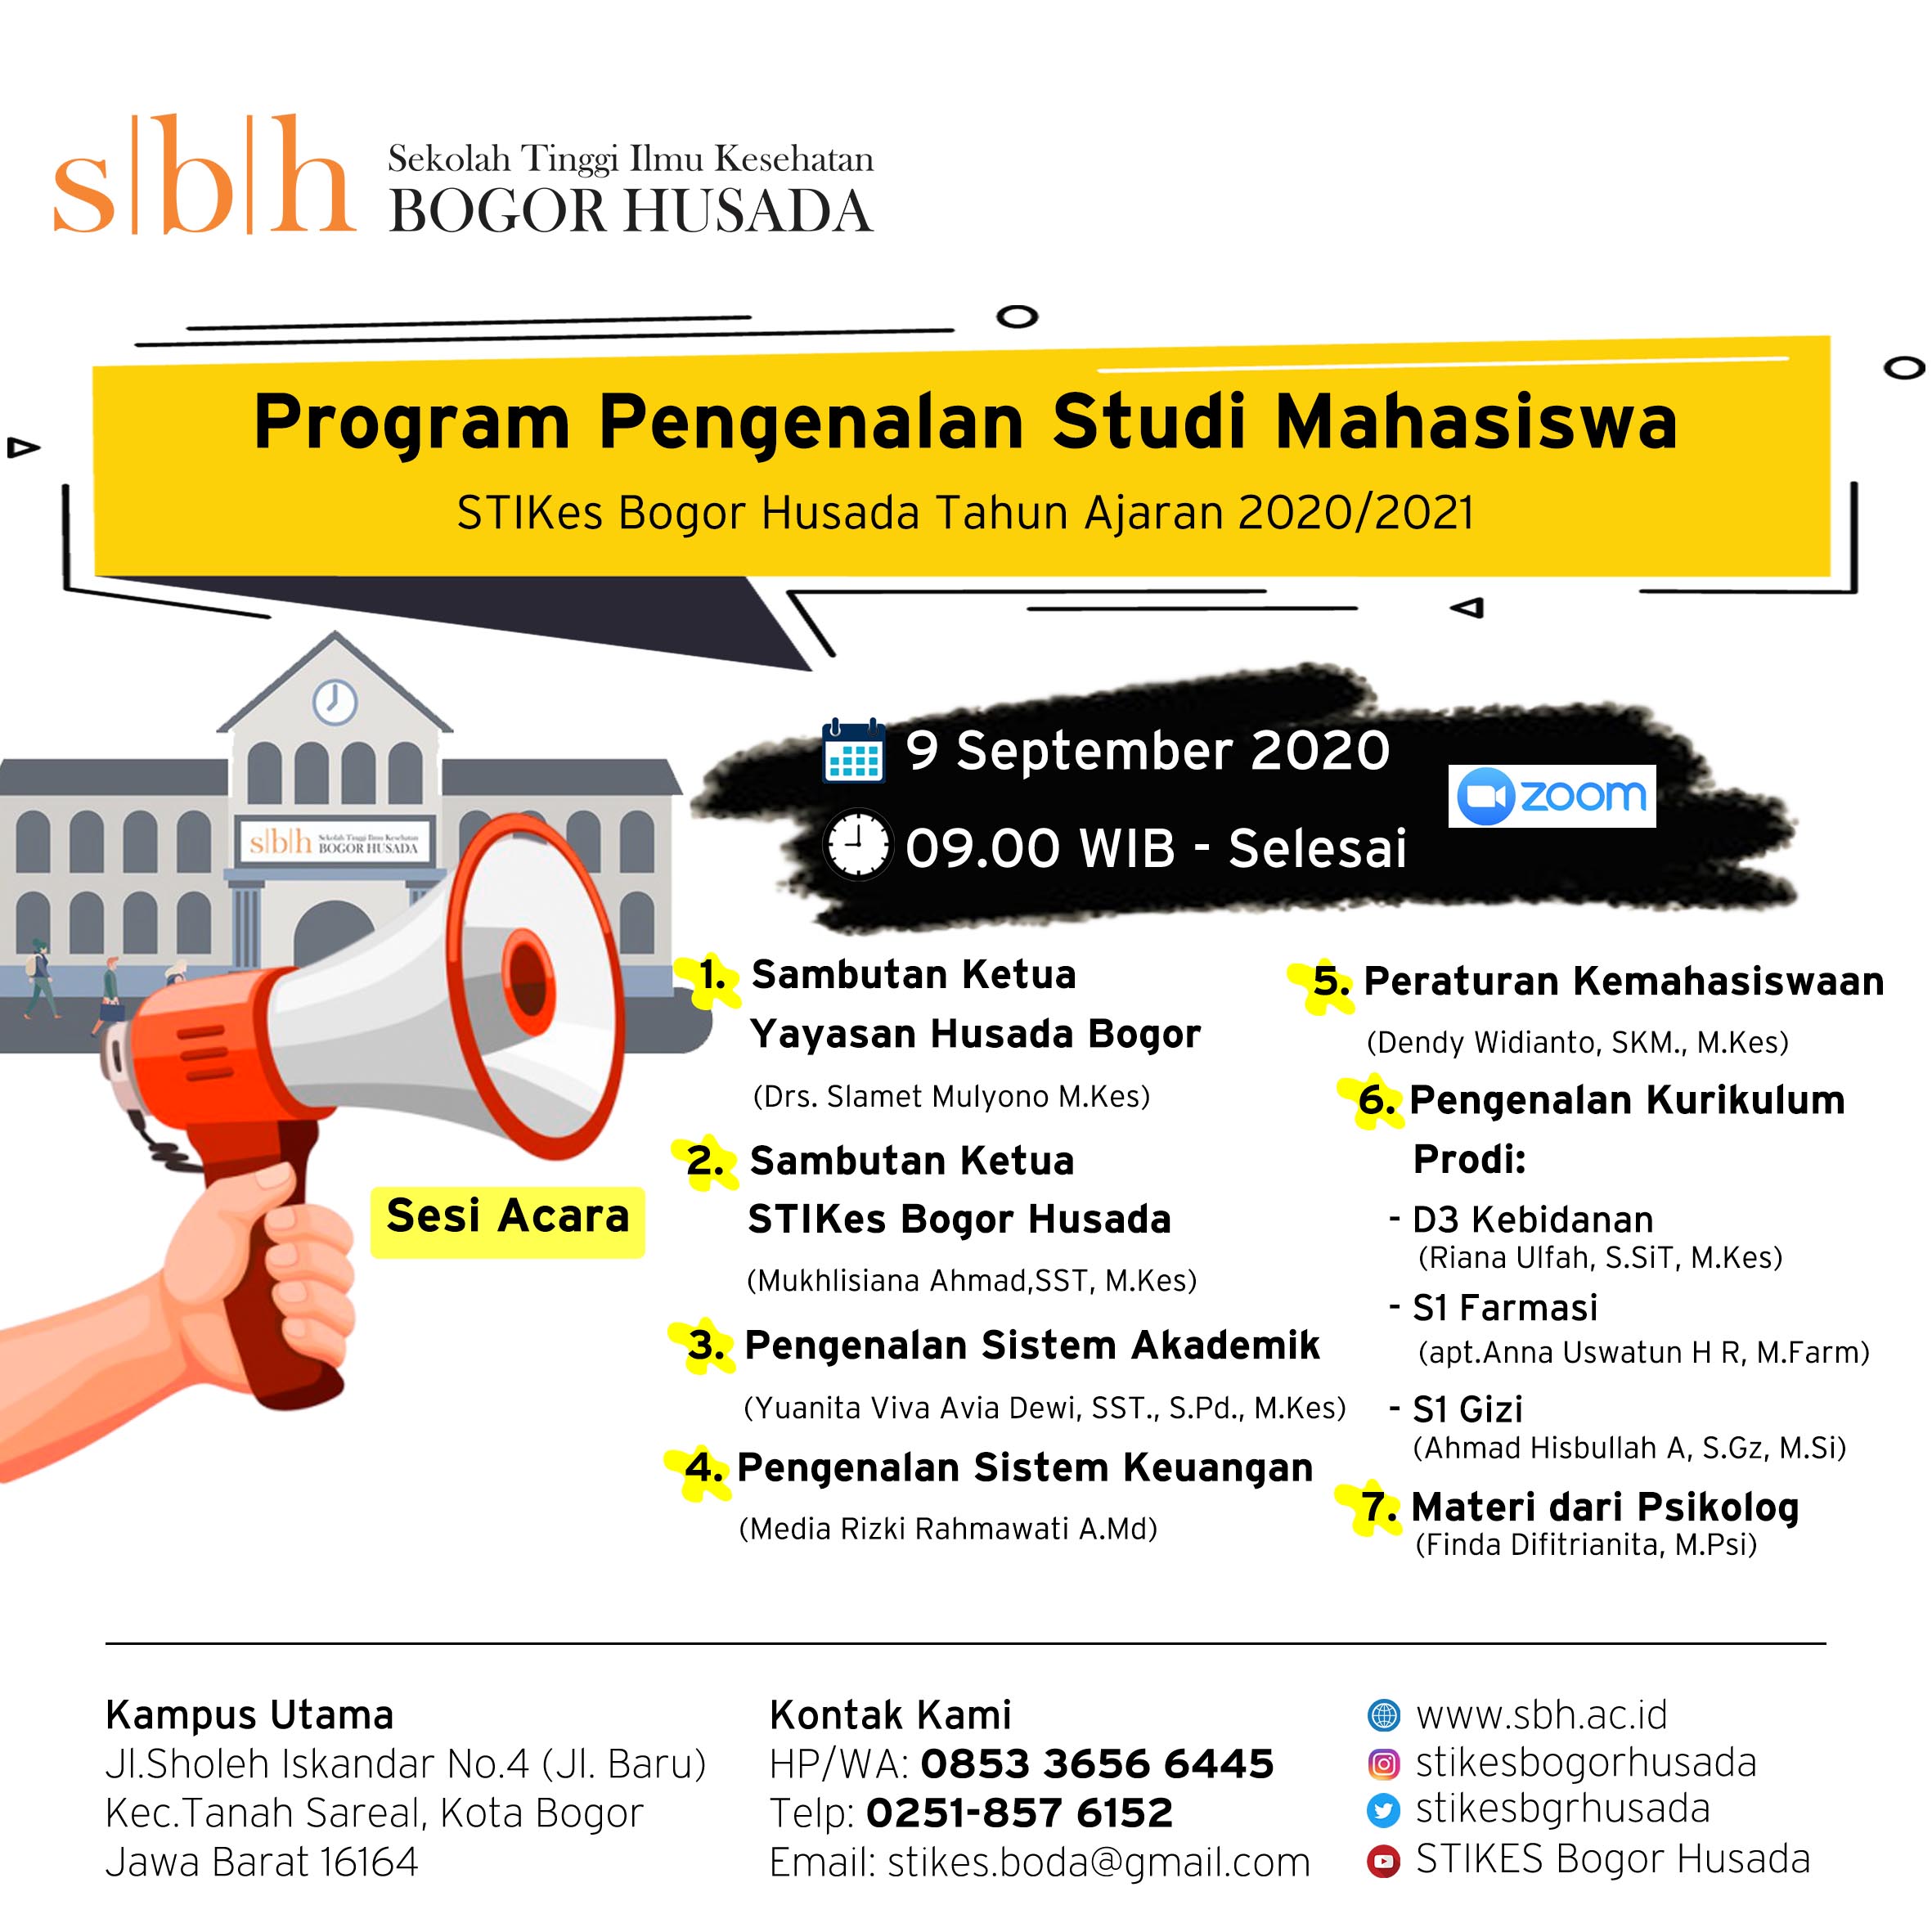 s|b|h
Sekolah Tinggi Ilmu Kesehatan
BOGOR HUSADA
Program Pengenalan Studi Mahasiswa
STIKes Bogor Husada Tahun Ajaran 2020/2021
9 September 2020
09.00 WIB - Selesai
zoom
s|b|h
Sekolah Tinggi Ilmu Kesehatan
BOGOR HUSADA
Sesi Acara
1. Sambutan Ketua
Yayasan Husada Bogor
(Drs. Slamet Mulyono M.Kes)
2. Sambutan Ketua
STIKes Bogor Husada
(Mukhlisiana Ahmad,SST, M.Kes)
3. Pengenalan Sistem Akademik
(Yuanita Viva Avia Dewi, SST., S.Pd., M.Kes)
4. Pengenalan Sistem Keuangan
(Media Rizki Rahmawati A.Md)
5. Peraturan Kemahasiswaan
(Dendy Widianto, SKM., M.Kes)
6. Pengenalan Kurikulum
Prodi:
- D3 Kebidanan
(Riana Ulfah, S.SiT, M.Kes)
- S1 Farmasi
(apt.Anna Uswatun H R, M.Farm)
- S1 Gizi
(Ahmad Hisbullah A, S.Gz, M.Si)
7. Materi dari Psikolog
(Finda Difitrianita, M.Psi)
Kampus Utama
Jl.Sholeh Iskandar No.4 (Jl. Baru)
Kec.Tanah Sareal, Kota Bogor
Jawa Barat 16164
Kontak Kami
HP/WA: 0853 3656 6445
Telp: 0251-857 6152
Email: stikes.boda@gmail.com
www.sbh.ac.id
stikesbogorhusada
stikesbgrhusada
STIKES Bogor Husada